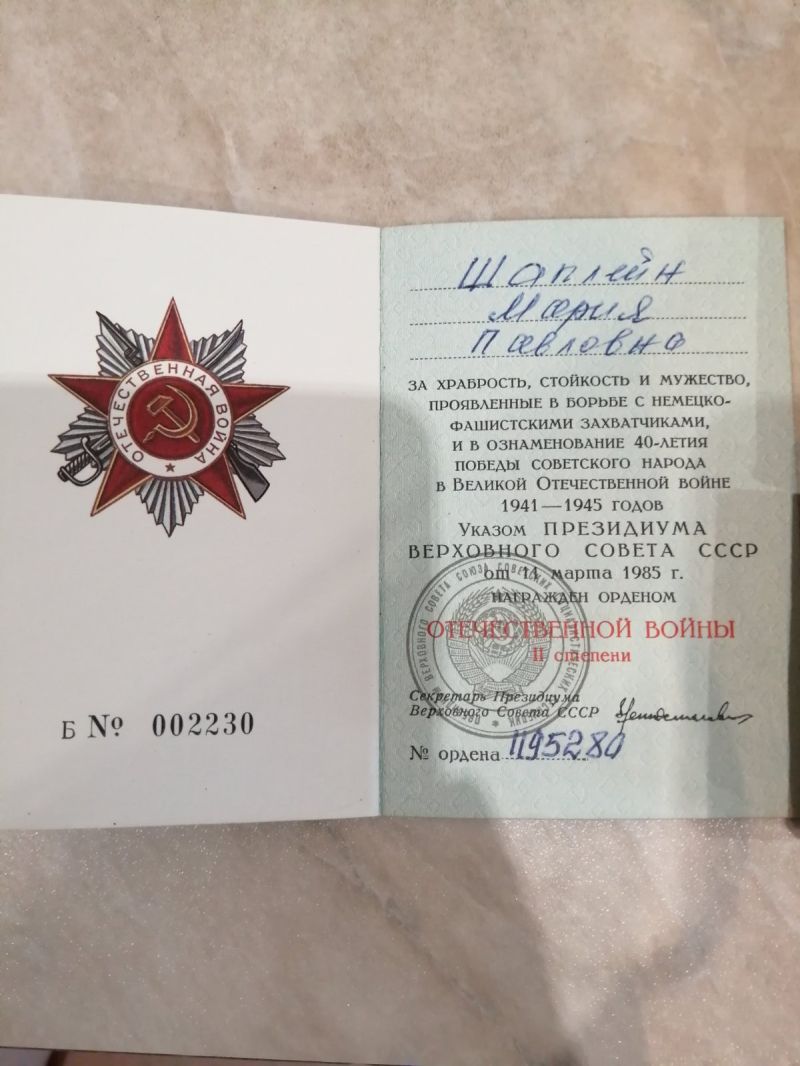 ОТЕЧЕСТВЕННАЯ ВОЙНА
Б № 002230
Шаплейн
Мария
Павловна
ЗА ХРАБРОСТЬ, СТОЙКОСТЬ И МУЖЕСТВО,
ПРОЯВЛЕННЫЕ В БОРЬБЕ С НЕМЕЦКО-
ФАШИСТСКИМИ ЗАХВАТЧИКАМИ,
И В ОЗНАМЕНОВАНИЕ 40-ЛЕТИЯ
ПОБЕДЫ СОВЕТСКОГО НАРОДА
В ВЕЛИКОЙ ОТЕЧЕСТВЕННОЙ ВОЙНЕ
1941—1945 ГОДОВ
УКАЗОМ ПРЕЗИДИУМА
ВЕРХОВНОГО СОВЕТА СССР
от 11 марта 1985 г.
НАГРАЖДЕН ОРДЕНОМ
ОТЕЧЕСТВЕННОЙ ВОЙНЫ
II степени
Секретарь Президиума
Верховного Совета СССР
№ ордена 1195280